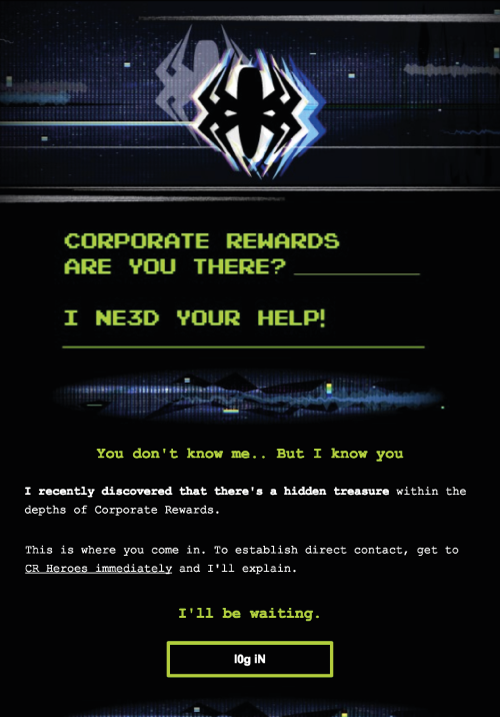 CORPORATE REWARDS
ARE YOU THERE?
I NE3D YOUR HELP!
You don't know me.. But I know you
I recently discovered that there's a hidden treasure within the
depths of Corporate Rewards.
This is where you come in. To establish direct contact, get to
CR Heroes immediately and I'll explain.
I'll be waiting.
l0g iN